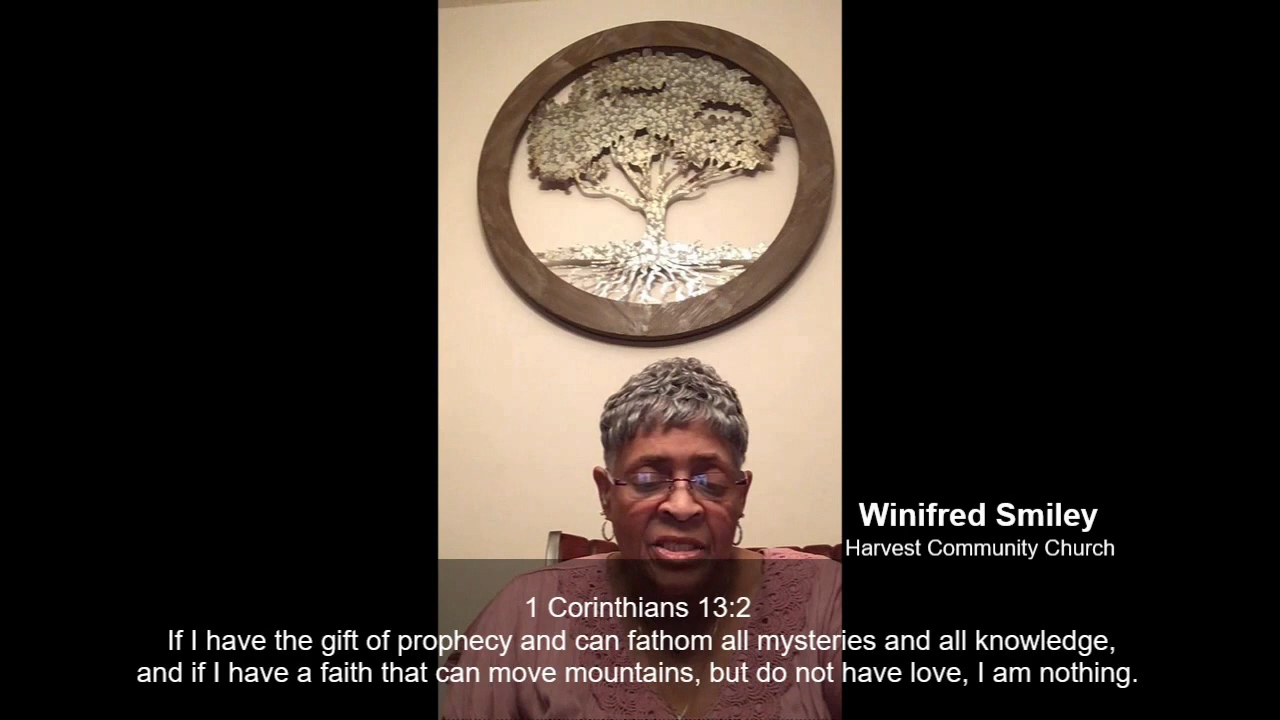 Winifred Smiley
Harvest Community Church
1 Corinthians 13:2
If I have the gift of prophecy and can fathom all mysteries and all knowledge,
and if I have a faith that can move mountains, but do not have love, I am nothing.